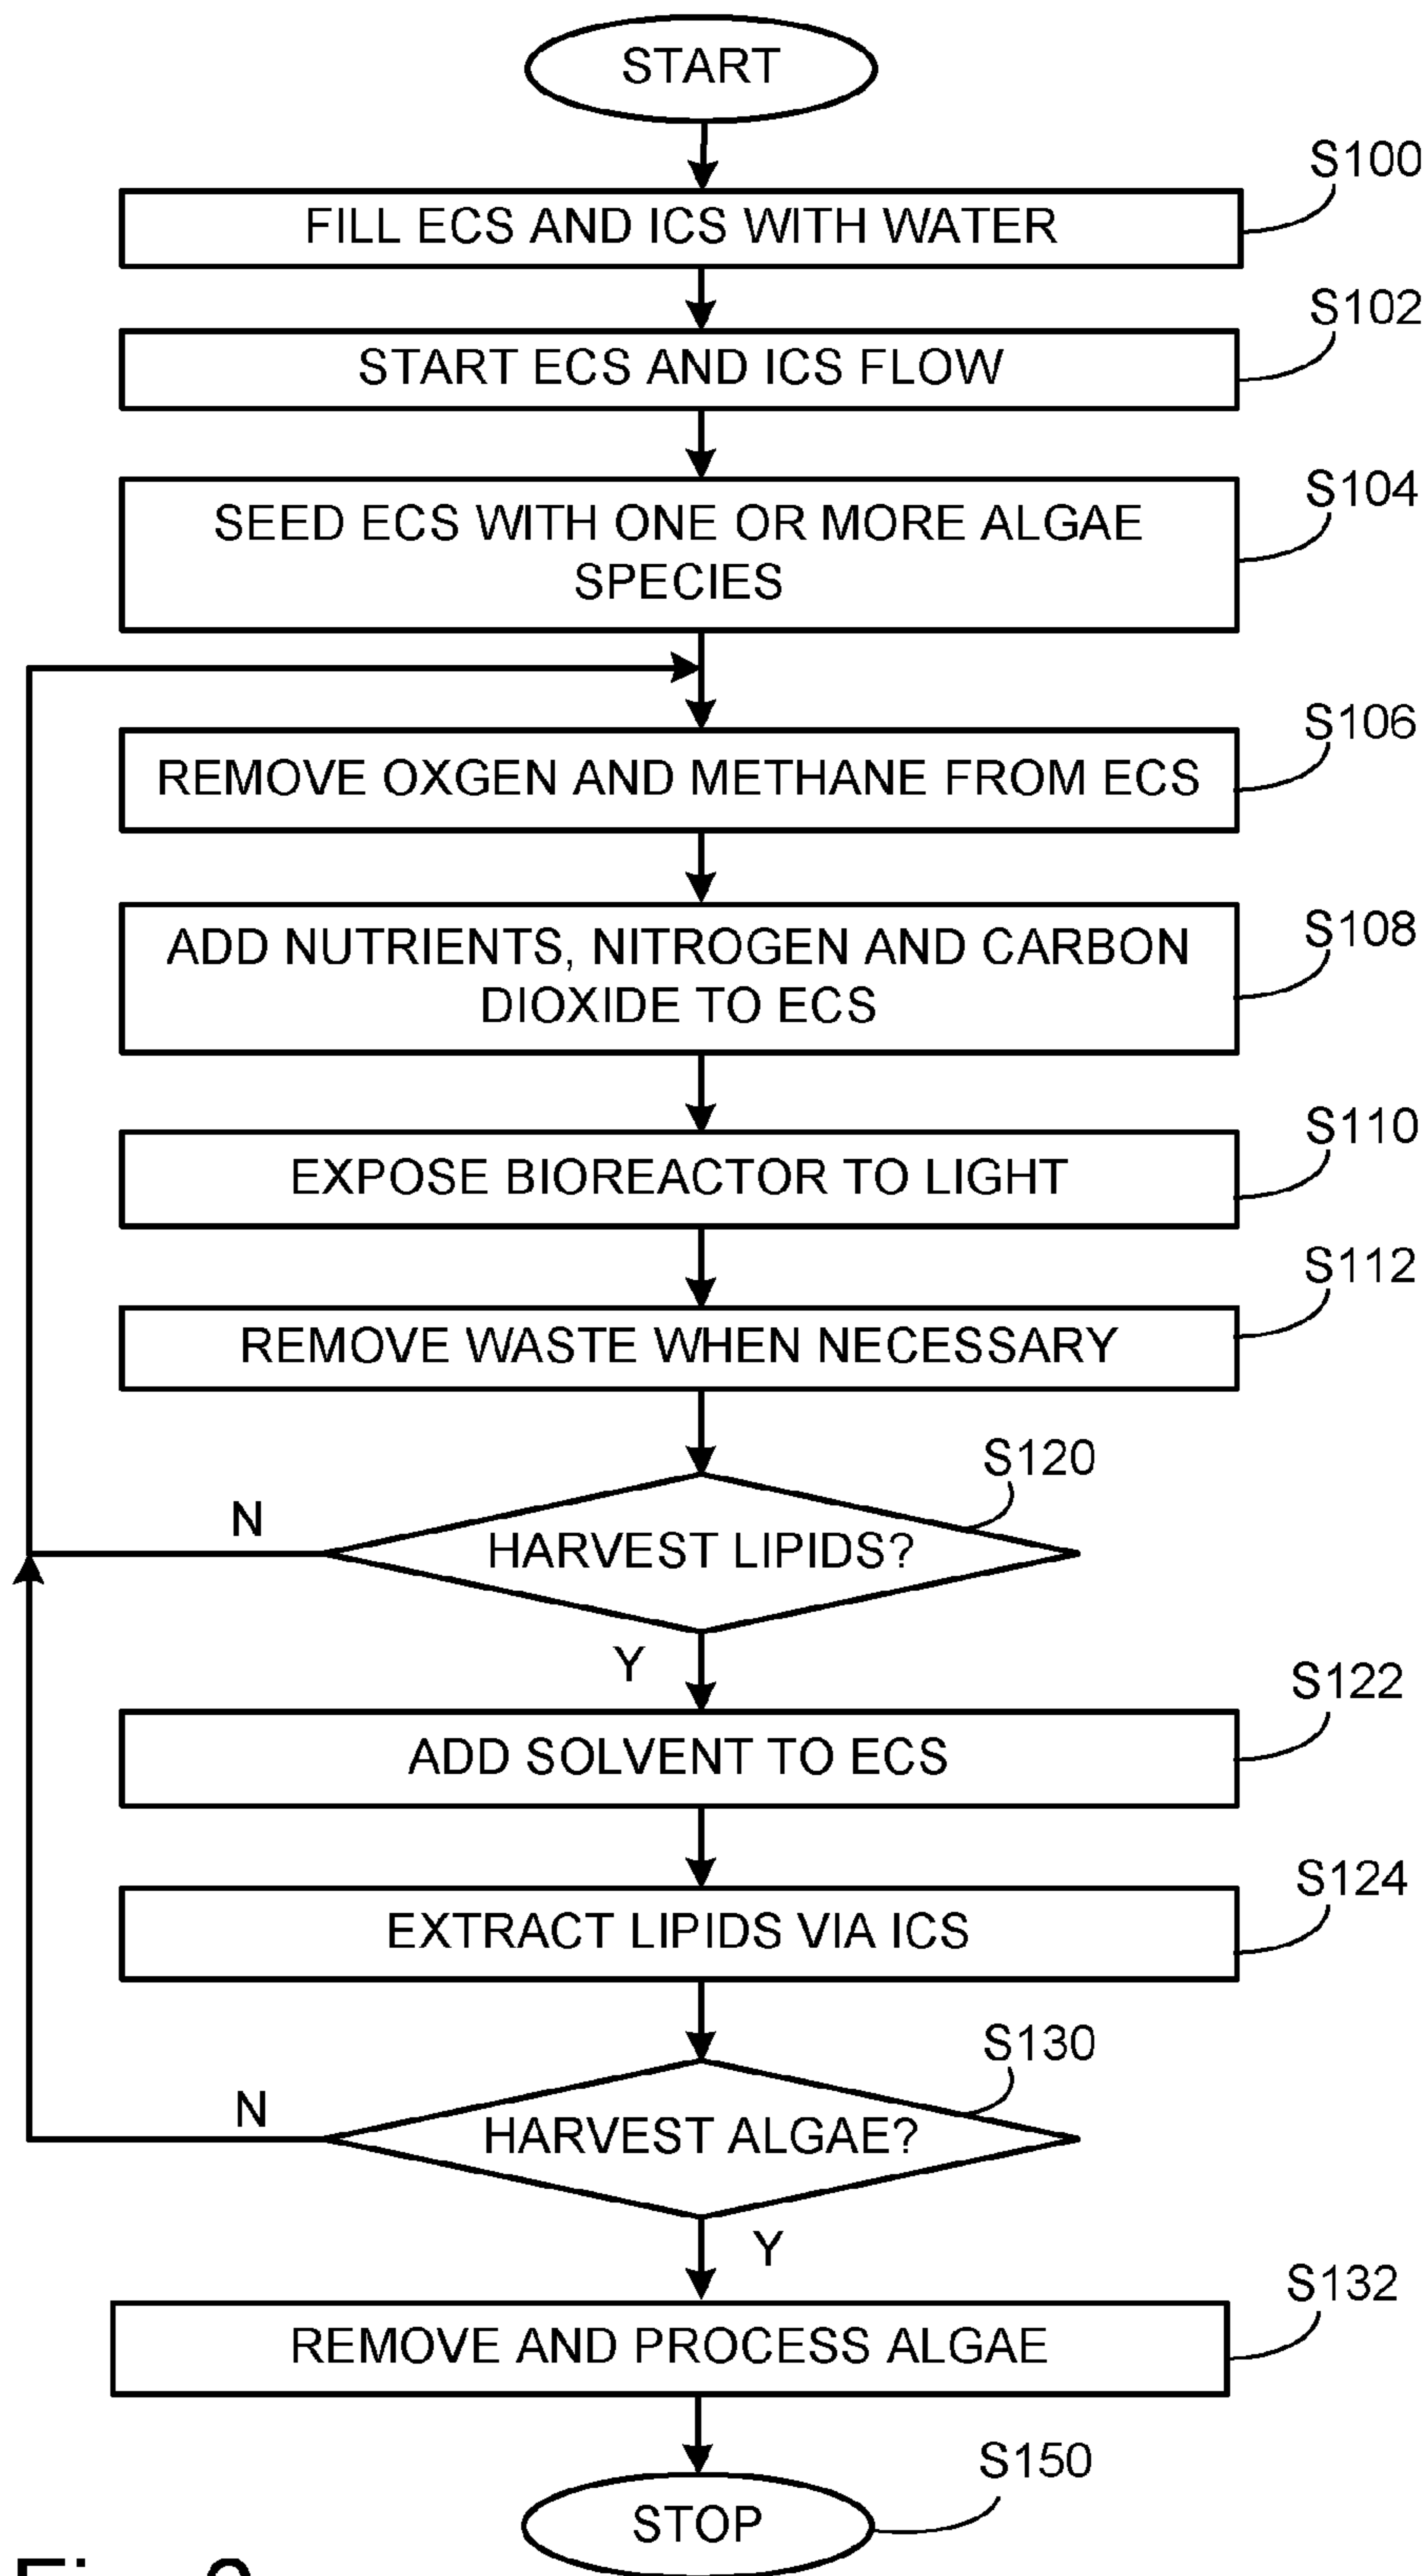 START
S100
FILL ECS AND ICS WITH WATER
S102
START ECS AND ICS FLOW
S104
SEED ECS WITH ONE OR MORE ALGAE
SPECIES
S106
REMOVE OXGEN AND METHANE FROM ECS
S108
ADD NUTRIENTS, NITROGEN AND CARBON
DIOXIDE TO ECS
S110
EXPOSE BIOREACTOR TO LIGHT
S112
REMOVE WASTE WHEN NECESSARY
S120
N
HARVEST LIPIDS?
Y
S122
ADD SOLVENT TO ECS
S124
EXTRACT LIPIDS VIA ICS
S130
N
HARVEST ALGAE?
Y
S132
REMOVE AND PROCESS ALGAE
S150
STOP